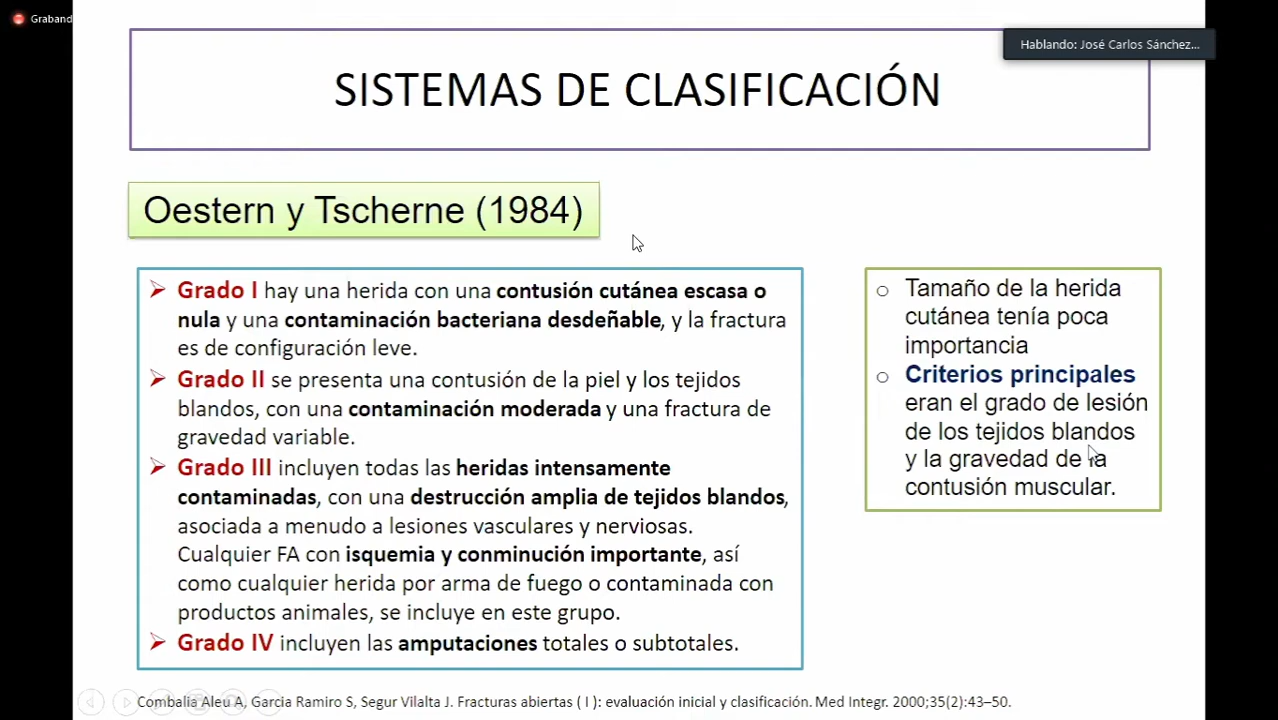 Graband
Hablando: José Carlos Sánchez...
SISTEMAS DE CLASIFICACIÓN
Oestern y Tscherne (1984)
Grado I hay una herida con una contusión cutánea escasa o
nula y una contaminación bacteriana desdeñable, y la fractura
es de configuración leve.
Grado II se presenta una contusión de la piel y los tejidos
blandos, con una contaminación moderada y una fractura de
gravedad variable.
Grado III incluyen todas las heridas intensamente
contaminadas, con una destrucción amplia de tejidos blandos,
asociada a menudo a lesiones vasculares y nerviosas.
Cualquier FA con isquemia y conminución importante, así
como cualquier herida por arma de fuego o contaminada con
productos animales, se incluye en este grupo.
Grado IV incluyen las amputaciones totales o subtotales.
Tamaño de la herida
cutánea tenía poca
importancia
Criterios principales
eran el grado de lesión
de los tejidos blandos
y la gravedad de la
contusión muscular.
Combalia Aleu A, Garcia Ramiro S, Segur Vilalta J. Fracturas abiertas ( I ): evaluación inicial y clasificación. Med Integr. 2000;35(2):43–50.